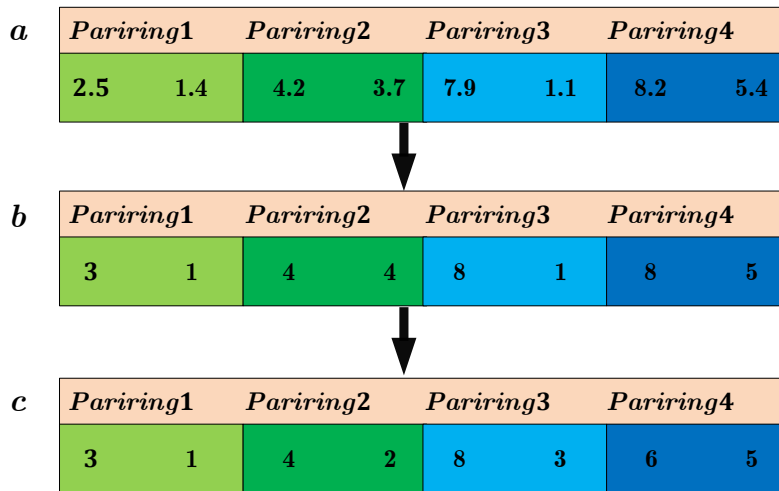 a Pariring1 Pariring2 Pariring3 Pariring4
2.5 1.4 4.2 3.7 7.9 1.1 8.2 5.4
b Pariring1 Pariring2 Pariring3 Pariring4
3 1 4 4 8 1 8 5
c Pariring1 Pariring2 Pariring3 Pariring4
3 1 4 2 8 3 6 5